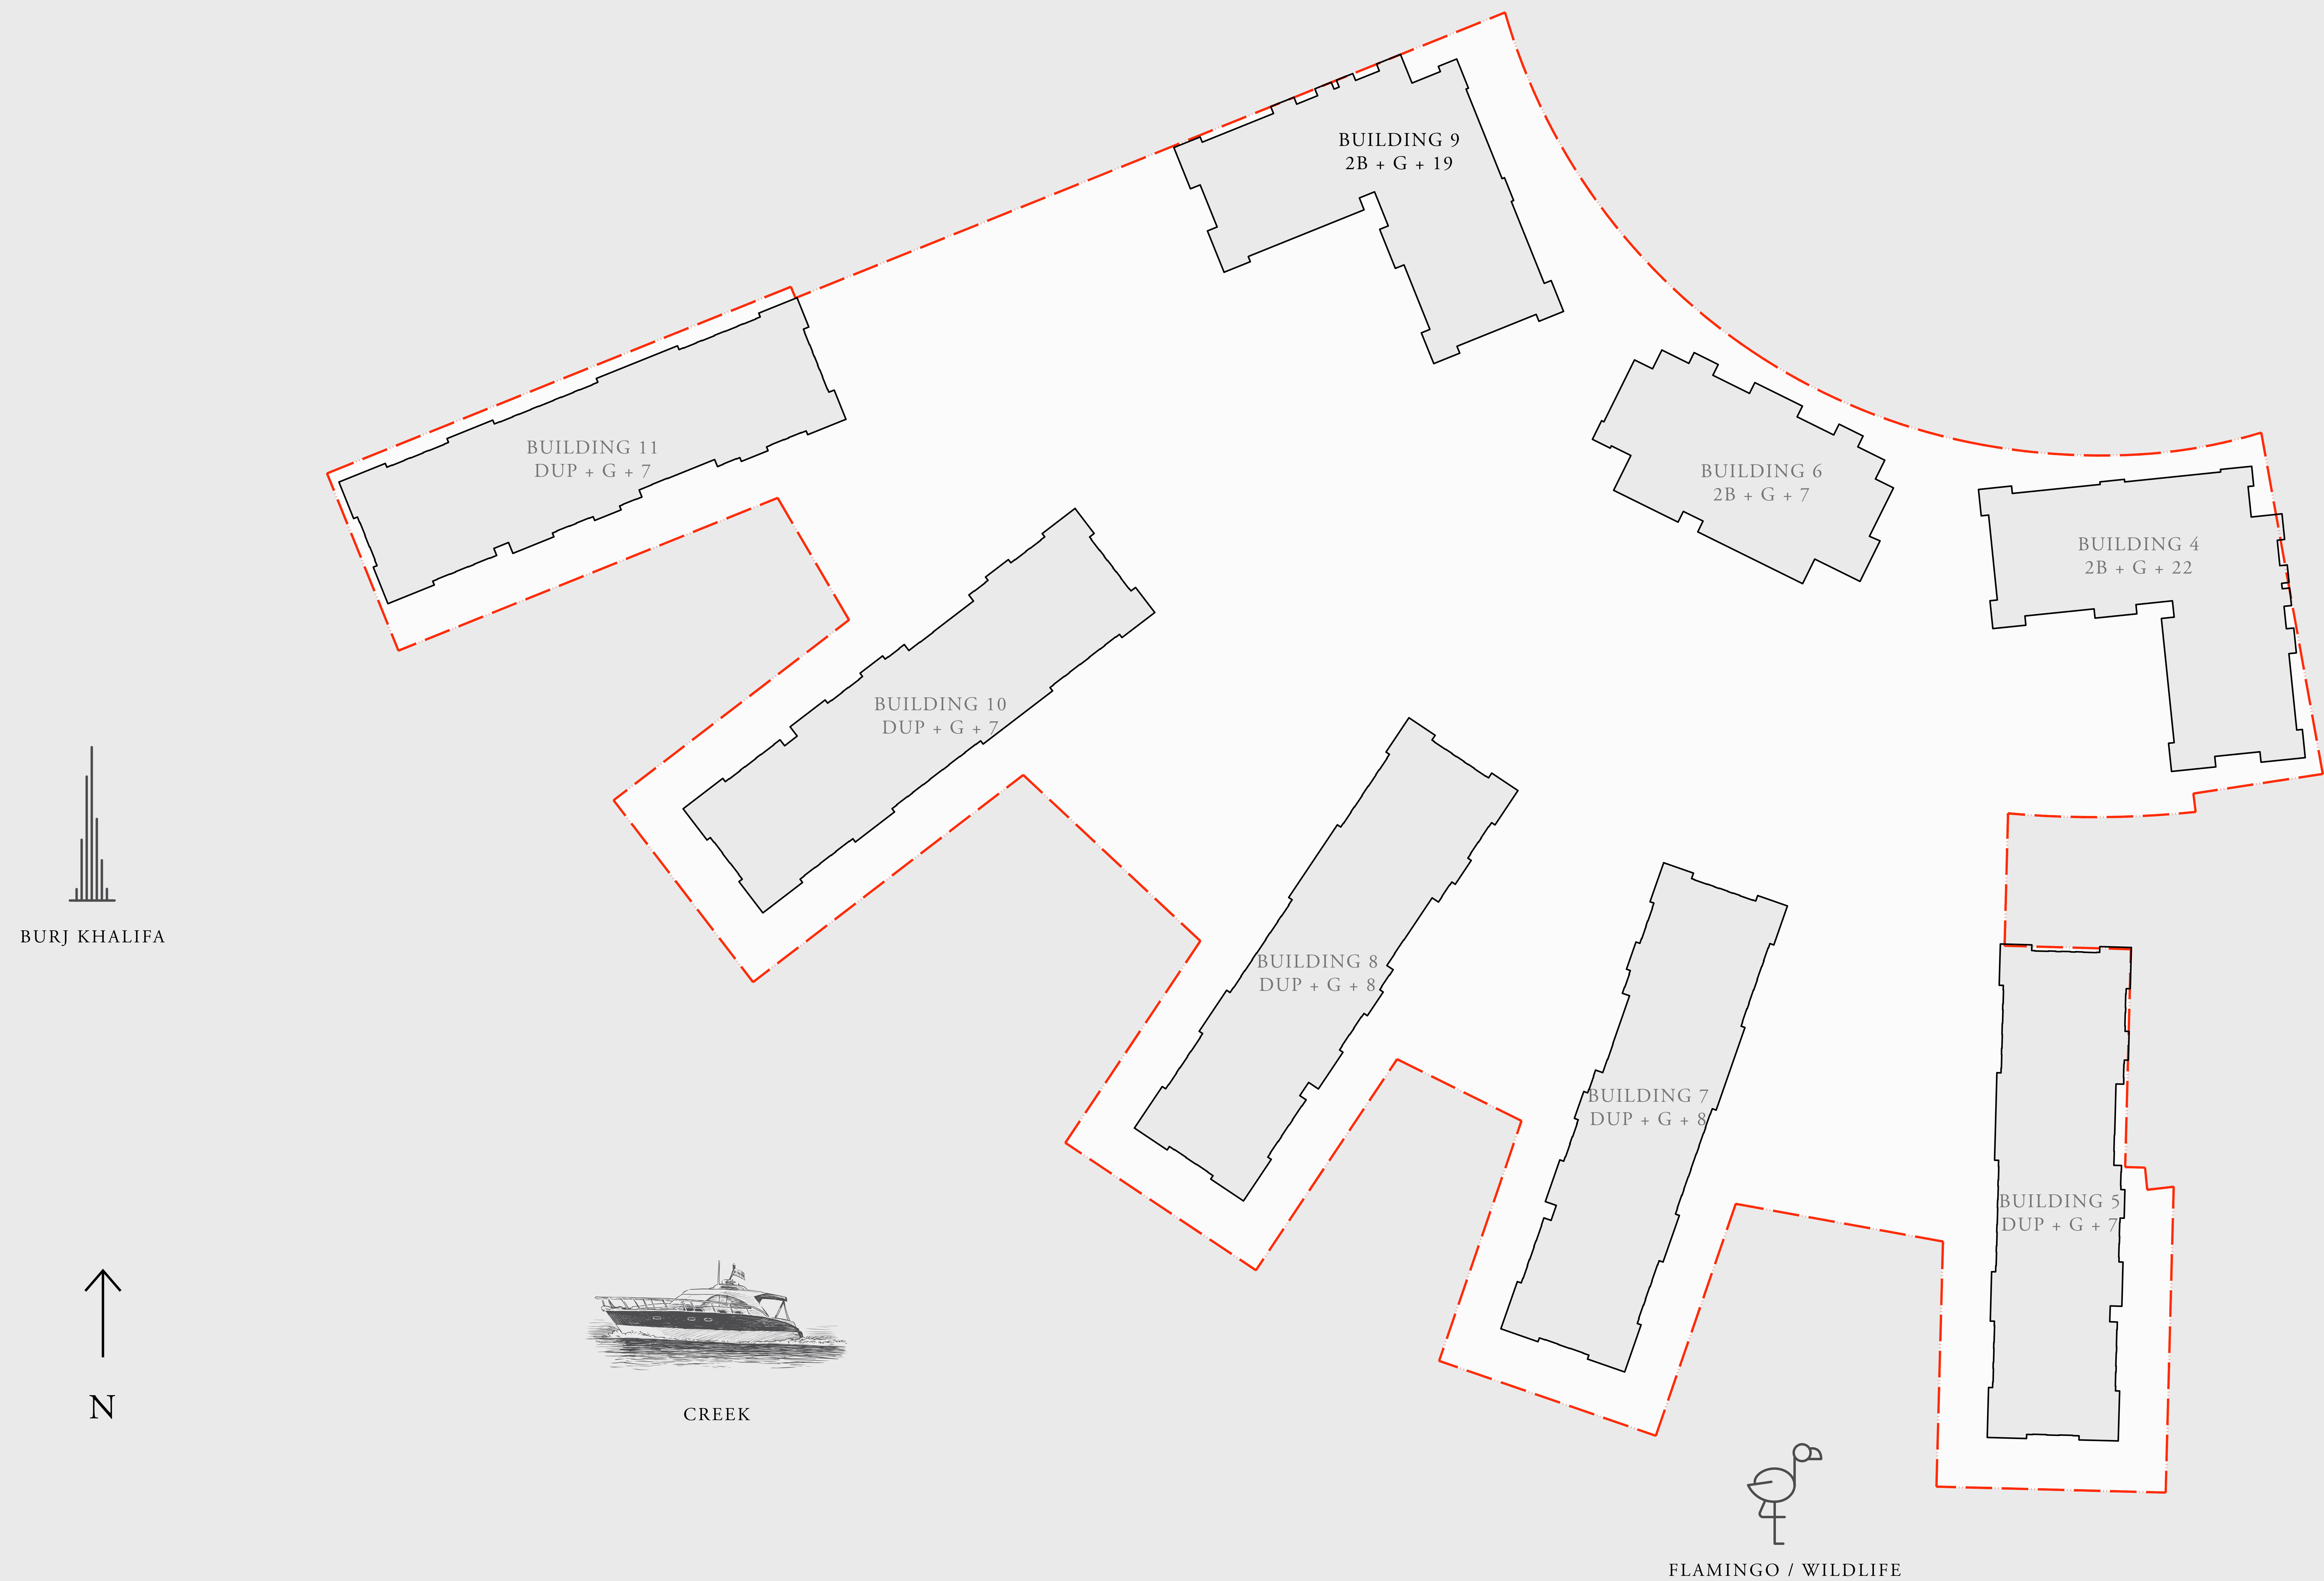 BUILDING 9
2B + G + 19
BUILDING 11
DUP + G + 7
BUILDING 6
2B + G + 7
BUILDING 4
2B + G + 22
BUILDING 10
DUP + G + 7
BURJ KHALIFA
BUILDING 8
DUP + G + 8
BUILDING 7
DUP + G + 8
BUILDING 5
DUP + G + 7
N
CREEK
FLAMINGO / WILDLIFE